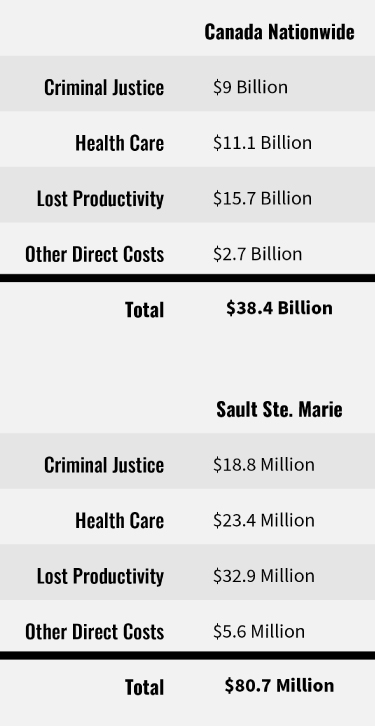 Canada Nationwide
Criminal Justice $9 Billion
Health Care $11.1 Billion
Lost Productivity $15.7 Billion
Other Direct Costs $2.7 Billion
Total $38.4 Billion
Sault Ste. Marie
Criminal Justice $18.8 Million
Health Care $23.4 Million
Lost Productivity $32.9 Million
Other Direct Costs $5.6 Million
Total $80.7 Million